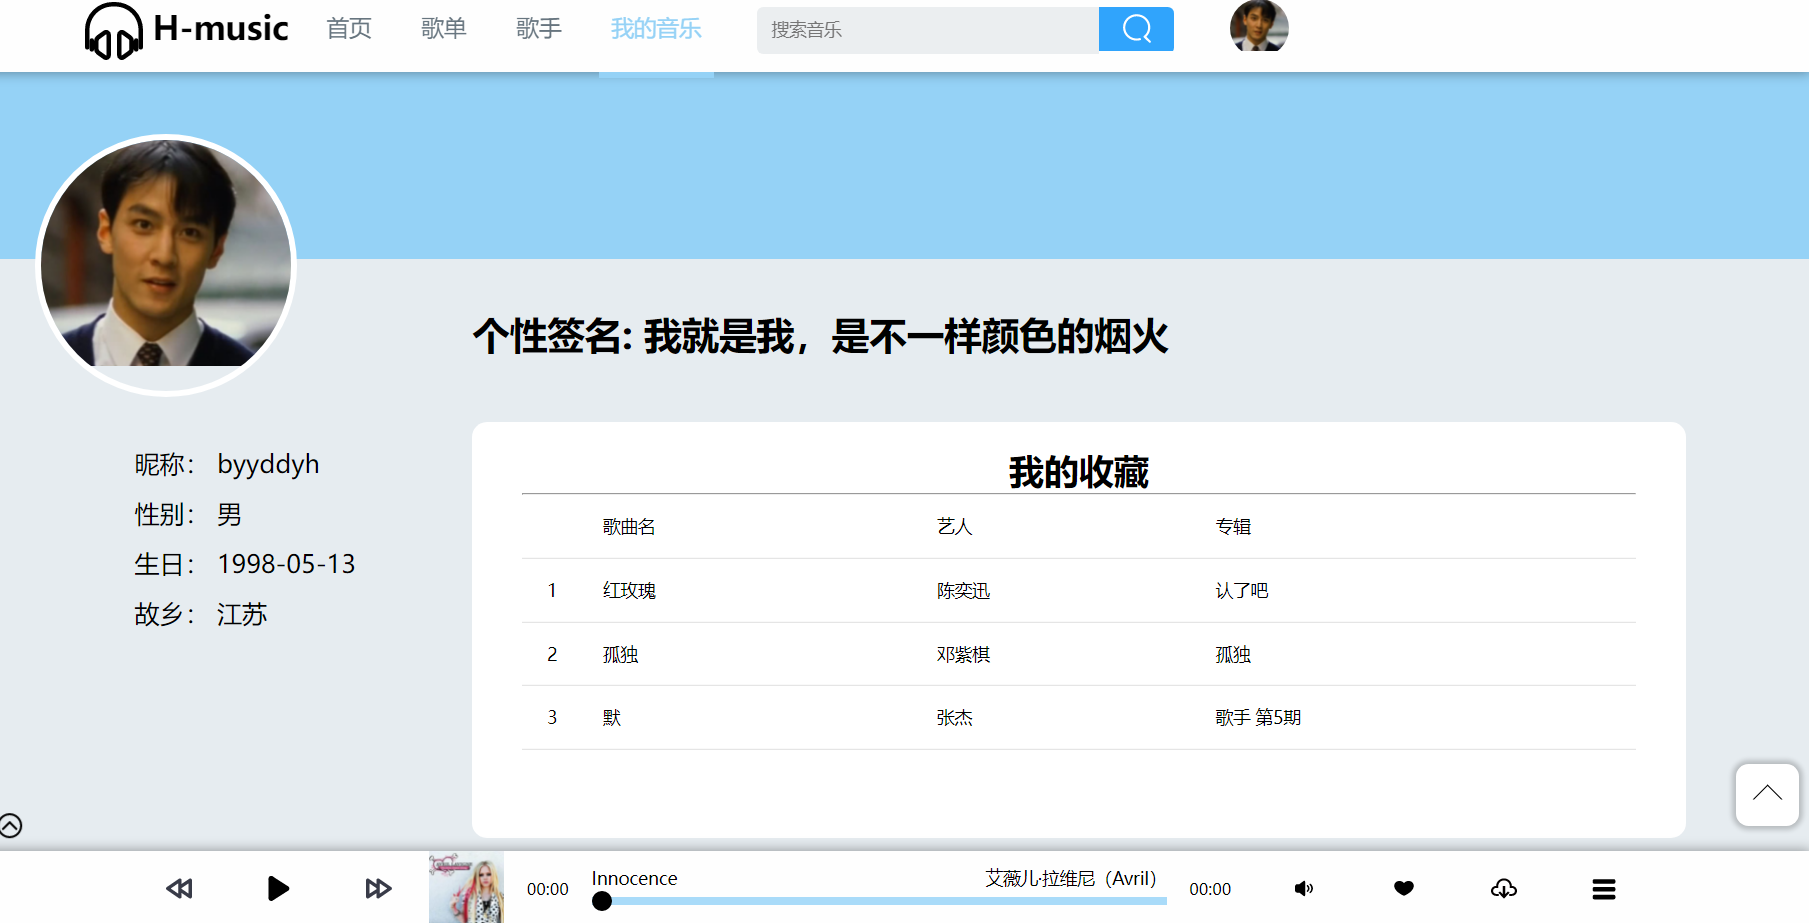 H-music 首页 歌单 歌手 我的音乐 搜索音乐
个性签名: 我就是我，是不一样颜色的烟火
昵称： byyddyh
性别： 男
生日： 1998-05-13
故乡： 江苏
我的收藏
歌曲名 艺人 专辑
1 红玫瑰 陈奕迅 认了吧
2 孤独 邓紫棋 孤独
3 默 张杰 歌手 第5期
00:00 Innocence 艾薇儿·拉维尼（Avril） 00:00